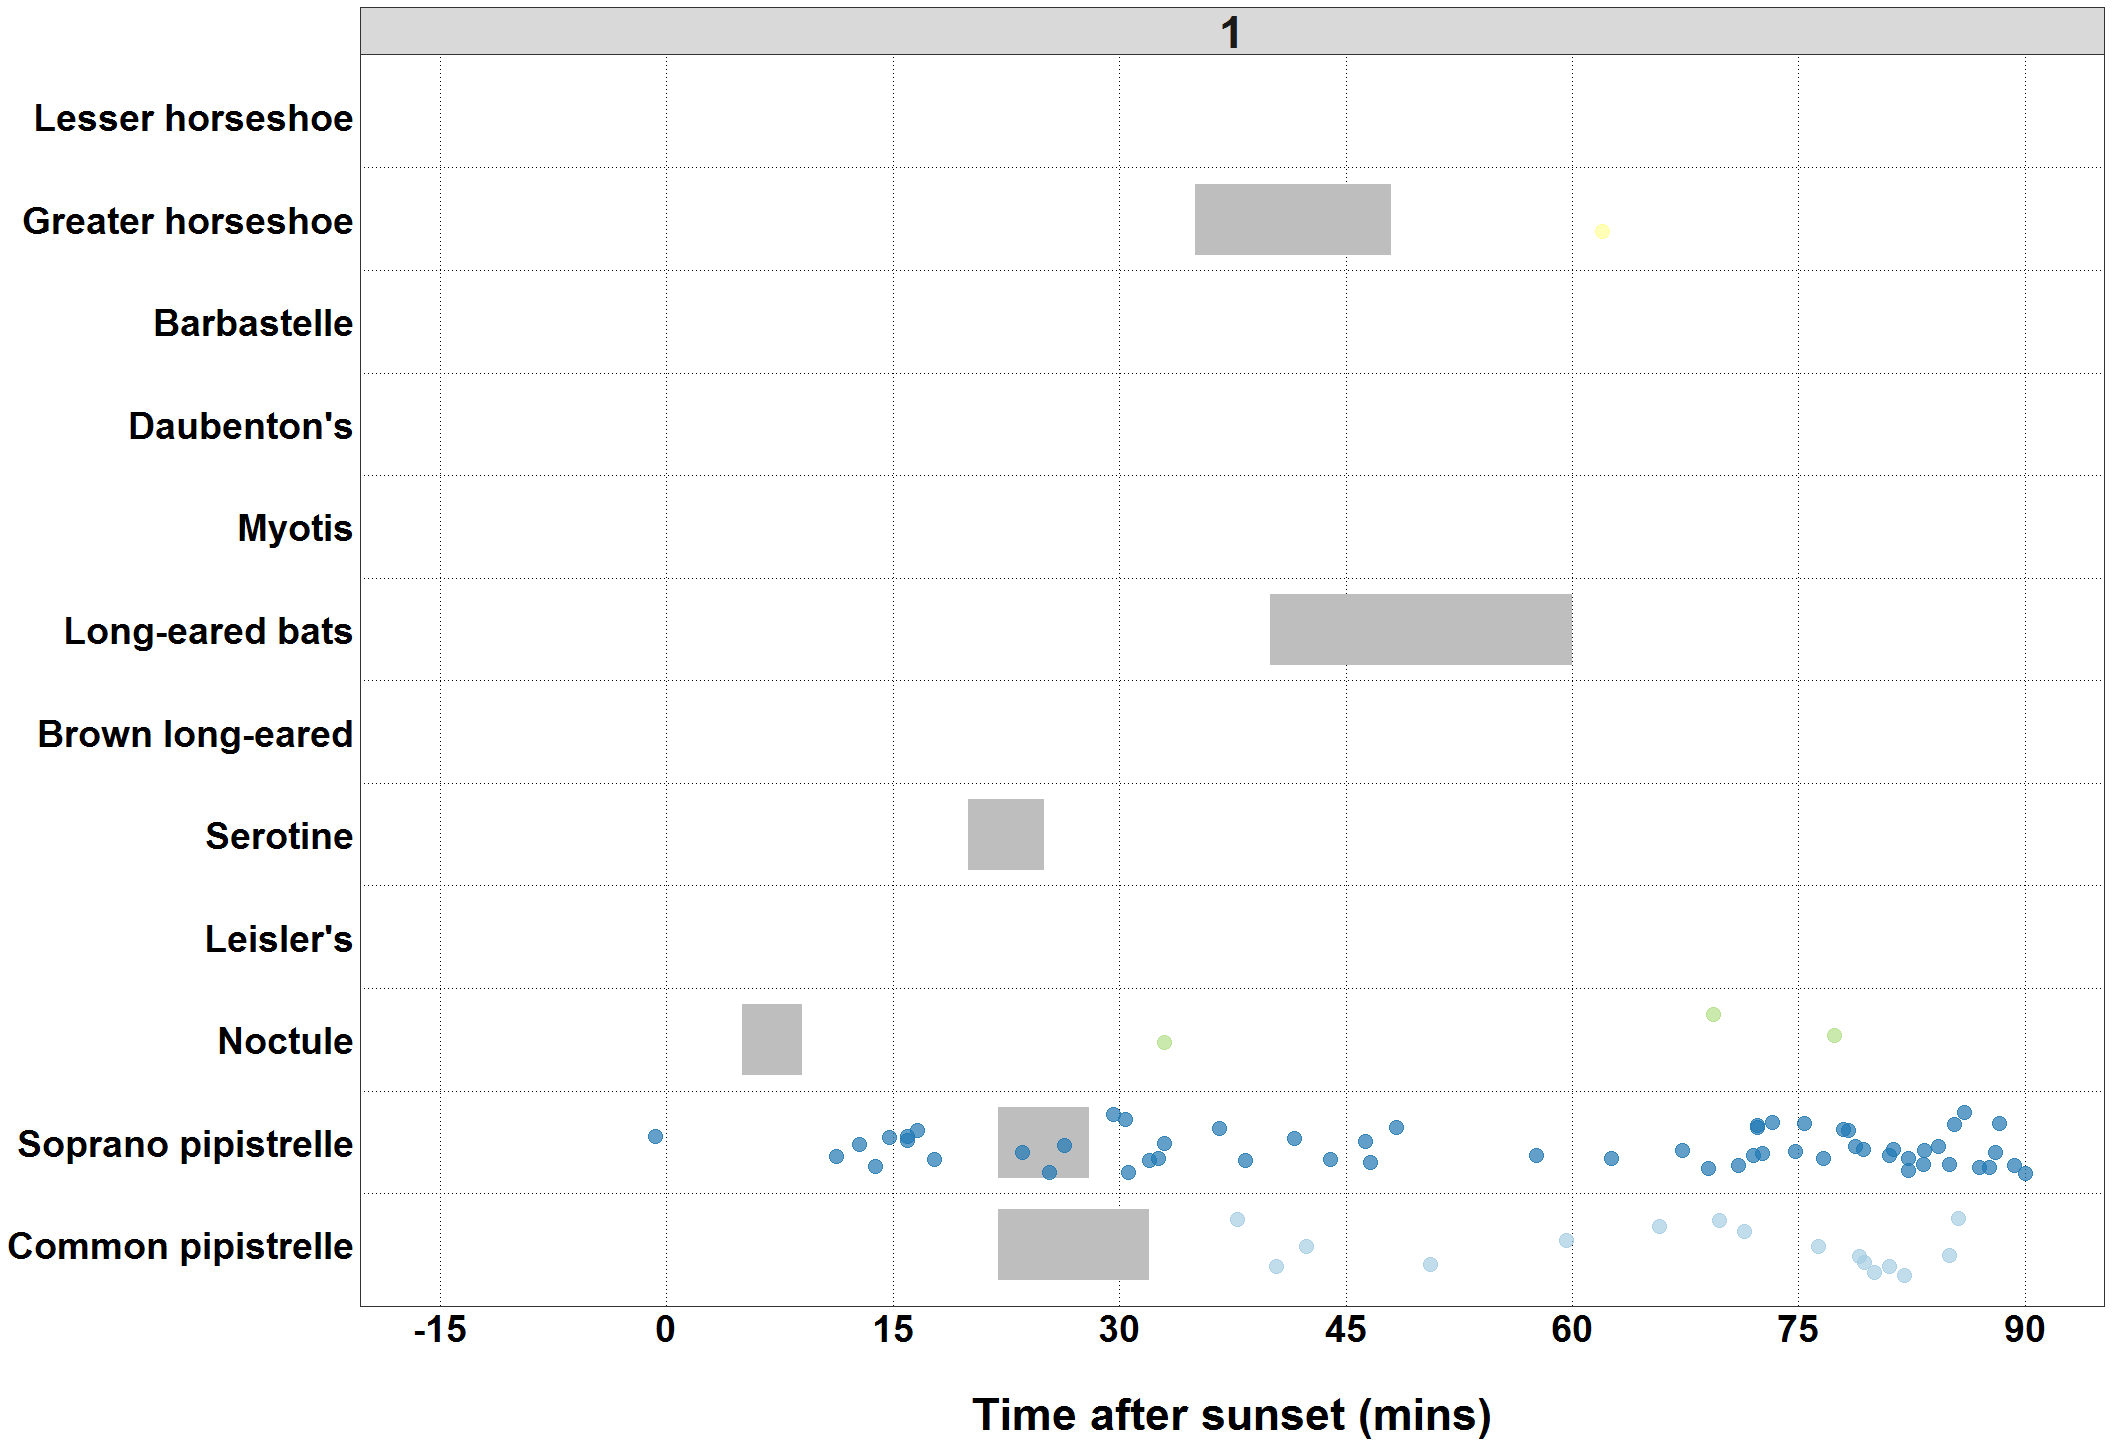 1
Lesser horseshoe
Greater horseshoe
Barbastelle
Daubenton's
Myotis
Long-eared bats
Brown long-eared
Serotine
Leisler's
Noctule
Soprano pipistrelle
Common pipistrelle
-15 0 15 30 45 60 75 90
Time after sunset (mins)